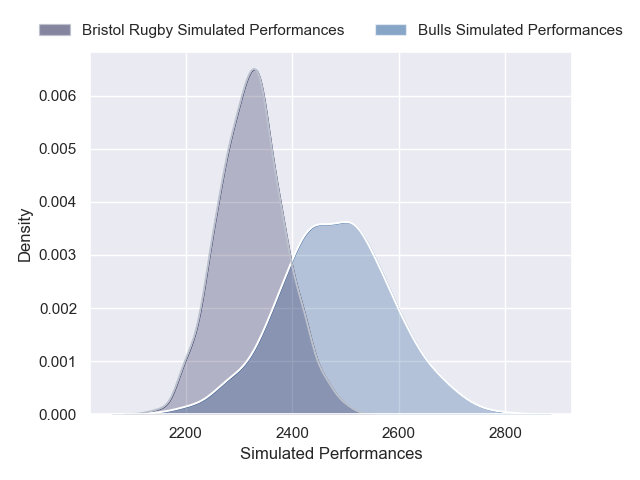 Bristol Rugby Simulated Performances Bulls Simulated Performances
0.006
0.005
0.004
0.003
0.002
0.001
0.000
Density
2200 2400 2600 2800
Simulated Performances